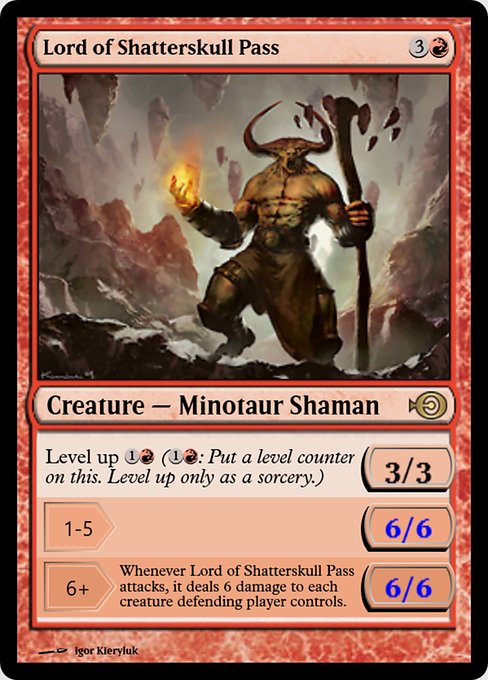 Lord of Shatterskull Pass 3
Creature — Minotaur Shaman
Level up 1 (1: Put a level counter
on this. Level up only as a sorcery.)
3/3
1-5
6/6
6+
Whenever Lord of Shatterskull Pass
attacks, it deals 6 damage to each
creature defending player controls.
6/6
Igor Kieryluk